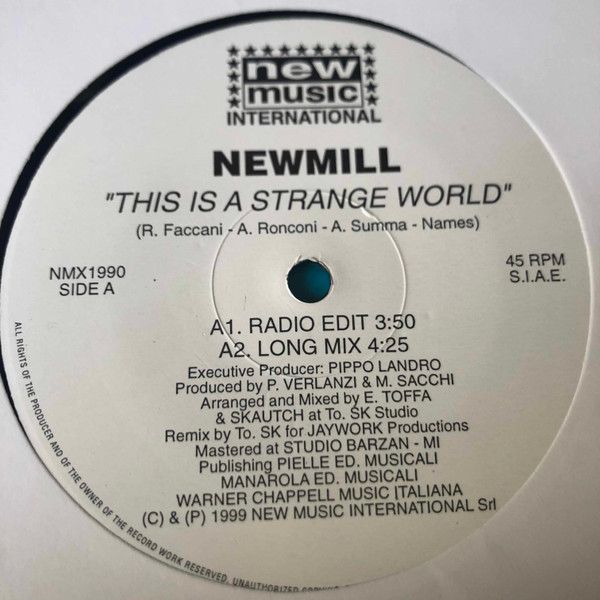 new
music
INTERNATIONAL
NEWMILL
"THIS IS A STRANGE WORLD"
(R. Faccani - A. Ronconi - A. Summa - Names)
NMX1990
SIDE A
45 RPM
S.I.A.E.
A1. RADIO EDIT 3:50
A2. LONG MIX 4:25
Executive Producer: PIPPO LANDRO
Produced by P. VERLANZI & M. SACCHI
Arranged and Mixed by E. TOFFA
& SKAUTCH at To. SK Studio
Remix by To. SK for JAYWORK Productions
Mastered at STUDIO BARZAN - MI
Publishing PIELLE ED. MUSICALI
MANAROLA ED. MUSICALI
WARNER CHAPPELL MUSIC ITALIANA
(C) & (P) 1999 NEW MUSIC INTERNATIONAL Srl
ALL RIGHTS OF THE PRODUCER AND OF THE OWNER OF THE RECORD WORK RESERVED. UNAUTHORIZED